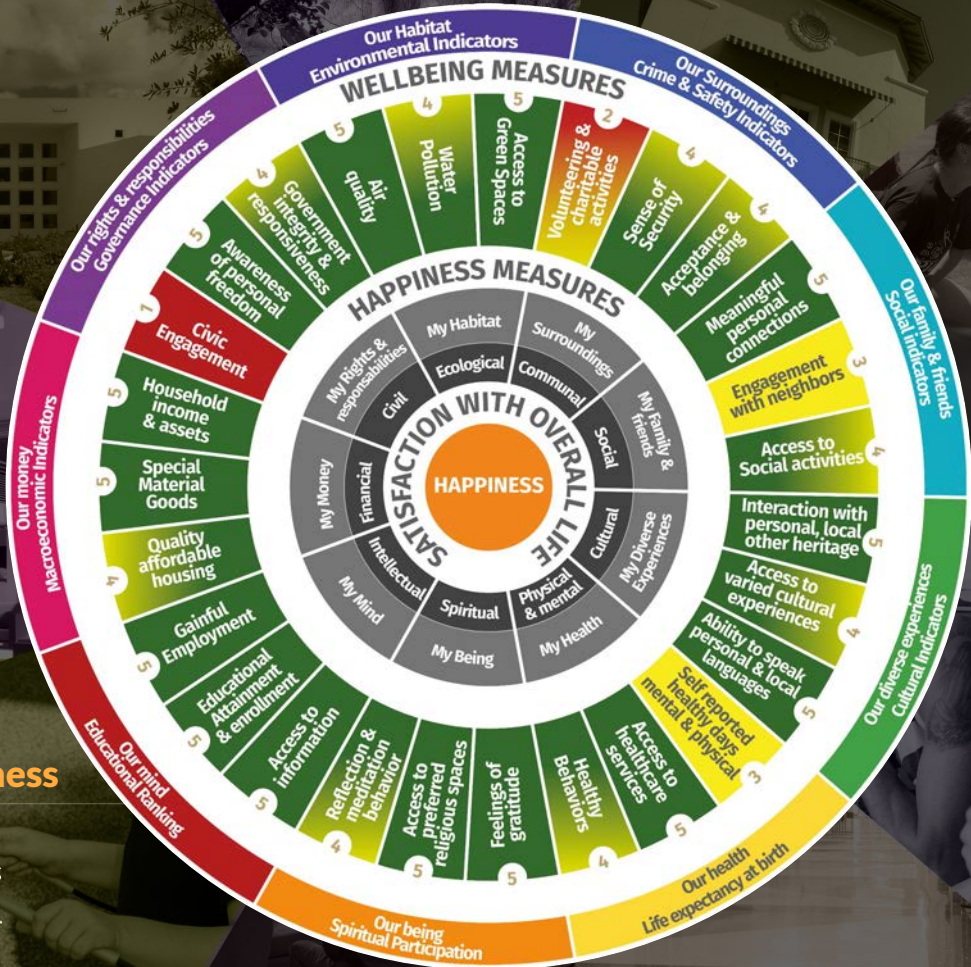 Our Habitat
Environmental Indicators
Our Surroundings
Crime & Safety Indicators
Our family & friends
Social indicators
Our diverse experiences
Cultural Indicators
Our health
Life expectancy at birth
Our being
Spiritual Participation
Our mind
Educational Ranking
Our money
Macroeconomic Indicators
Our rights & responsibilities
Governance Indicators
WELLBEING MEASURES
5
Access to
Green Spaces
2
Volunteering &
charitable
activities
4
Sense of
Security
4
Acceptance &
belonging
5
Meaningful
personal
connections
3
Engagement
with neighbors
4
Access to
Social activities
5
Interaction with
personal, local
other heritage
4
Access to
varied cultural
experiences
5
Ability to speak
personal & local
languages
3
Self reported
healthy days
mental & physical
5
Access to
healthcare
services
4
Healthy
Behaviors
5
Feelings of
gratitude
5
Access to
preferred
religious spaces
4
Reflection &
meditation
behavior
5
Access to
information
5
Educational
Attainment
& enrollment
5
Gainful
Employment
4
Quality
affordable
housing
5
Special
Material
Goods
5
Household
income
& assets
1
Civic
Engagement
5
Awareness
of personal
freedom
4
Government
integrity &
responsiveness
5
Air
quality
4
Water
Pollution
HAPPINESS MEASURES
My Habitat
Ecological
My
Surroundings
Communal
My Family &
friends
Social
My Diverse
Experiences
Cultural
My Health
Physical
& mental
My Being
Spiritual
My Mind
Intellectual
My Money
Financial
My Rights &
responsabilities
Civil
SATISFACTION WITH OVERALL LIFE
HAPPINESS
ness